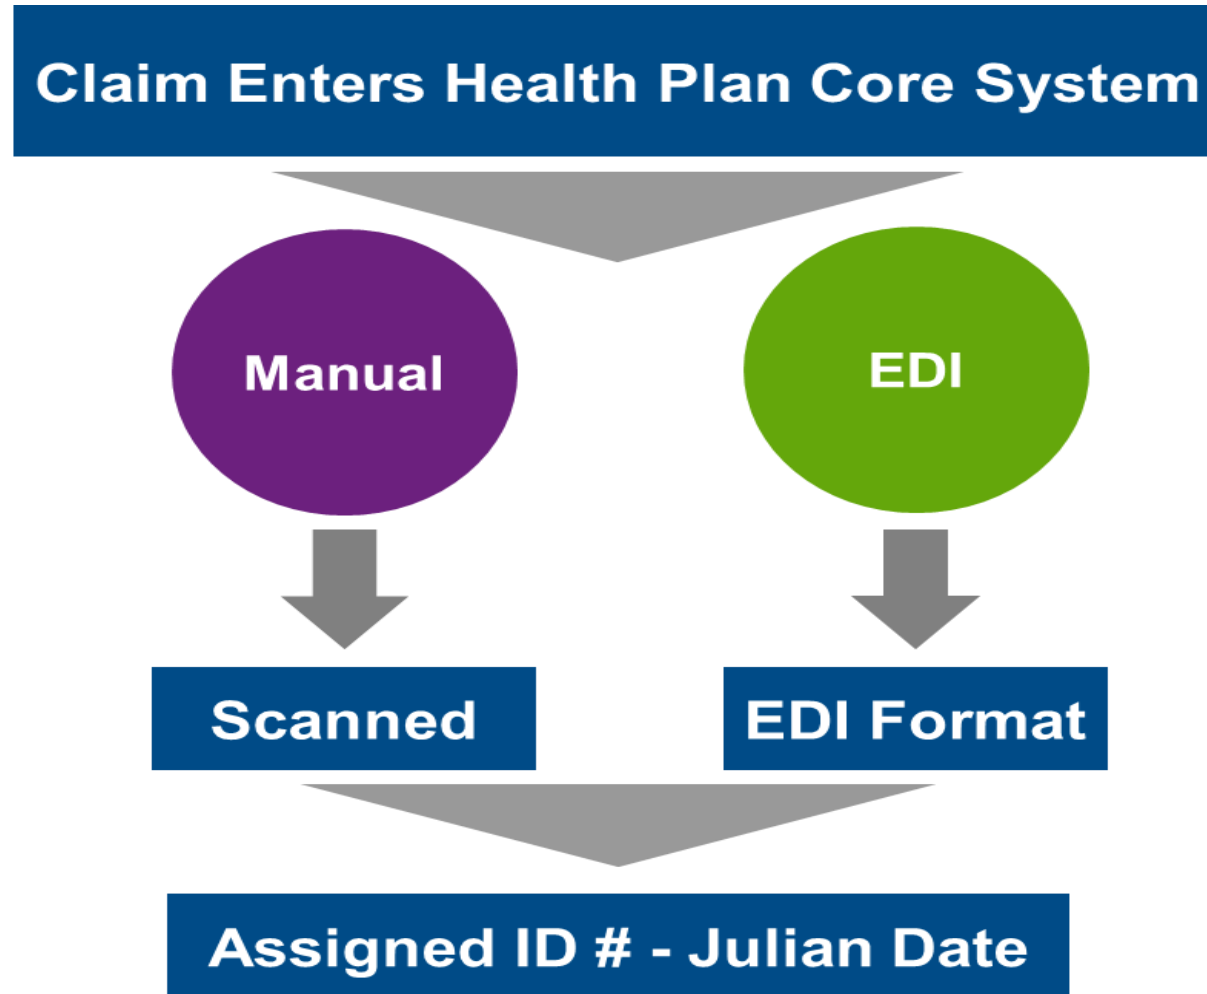 Claim Enters Health Plan Core System
Manual
EDI
Scanned
EDI Format
Assigned ID # - Julian Date